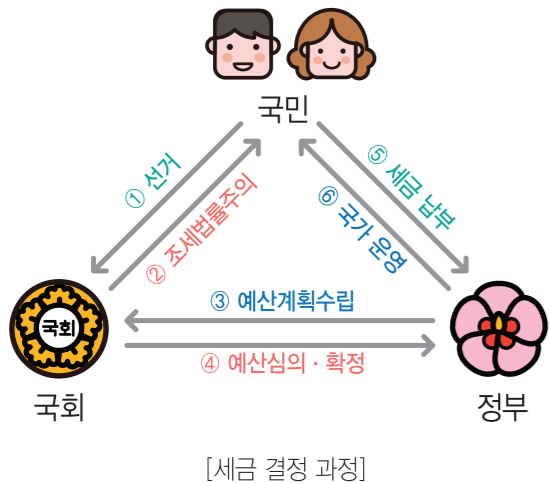 국민
① 선거
② 조세법률주의
⑤ 세금 납부
⑥ 국가 운영
③ 예산계획수립
④ 예산심의 · 확정
국회
국회
정부
[세금 결정 과정]